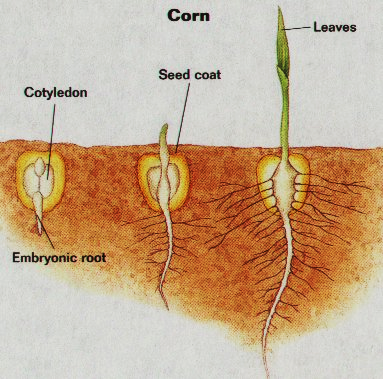 Corn
Leaves
Seed coat
Cotyledon
Embryonic root